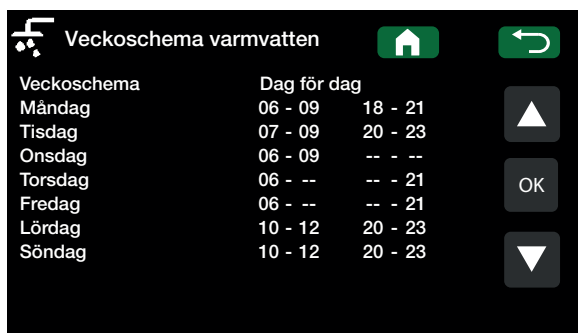 Veckoschema varmvatten
Veckoschema Dag för dag
Måndag 06 - 09 18 - 21
Tisdag 07 - 09 20 - 23
Onsdag 06 - 09 -- - --
Torsdag 06 - -- -- - 21
Fredag 06 - -- -- - 21
Lördag 10 - 12 20 - 23
Söndag 10 - 12 20 - 23
OK